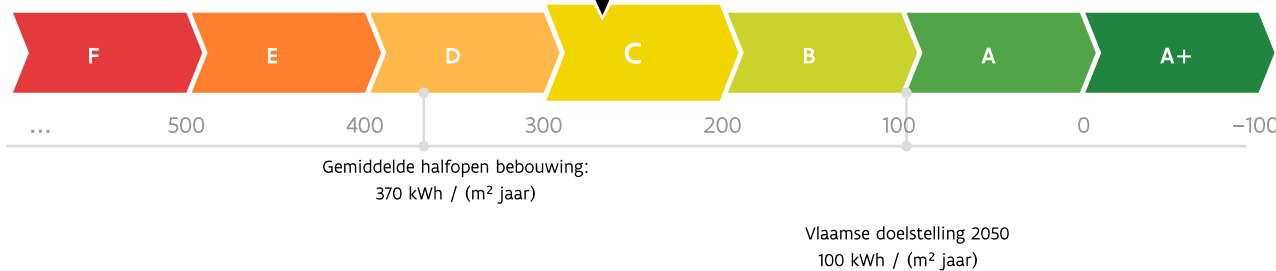 F E D C B A A+
... 500 400 300 200 100 0 −100
Gemiddelde halfopen bebouwing:
370 kWh / (m² jaar)
Vlaamse doelstelling 2050
100 kWh / (m² jaar)